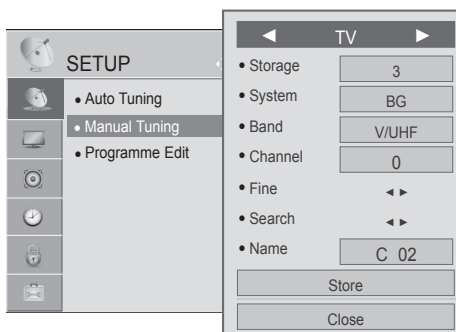 SETUP
• Auto Tuning
• Manual Tuning
• Programme Edit
◄ TV ►
• Storage 3
• System BG
• Band V/UHF
• Channel 0
• Fine ◄ ►
• Search ◄ ►
• Name C 02
Store
Close